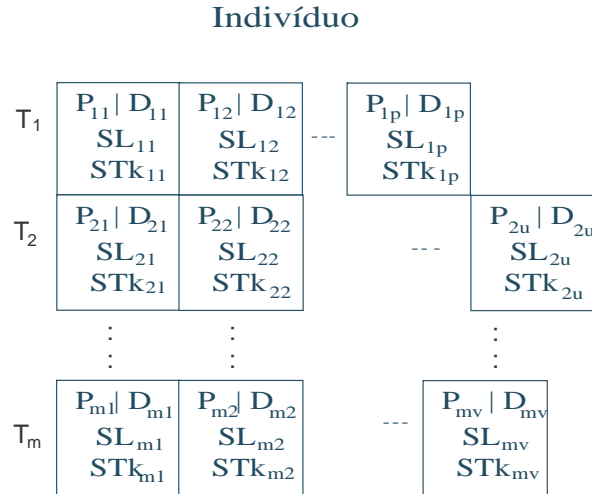 Indivíduo
T1 P11 | D11 P12 | D12 --- P1p | D1p
SL11 SL12 SL1p
STk11 STk12 STk1p
T2 P21 | D21 P22 | D22 --- P2u | D2u
SL21 SL22 SL2u
STk21 STk22 STk2u
Tm Pm1 | Dm1 Pm2 | Dm2 --- Pmv | Dmv
SLm1 SLm2 SLmv
STkm1 STkm2 STkmv